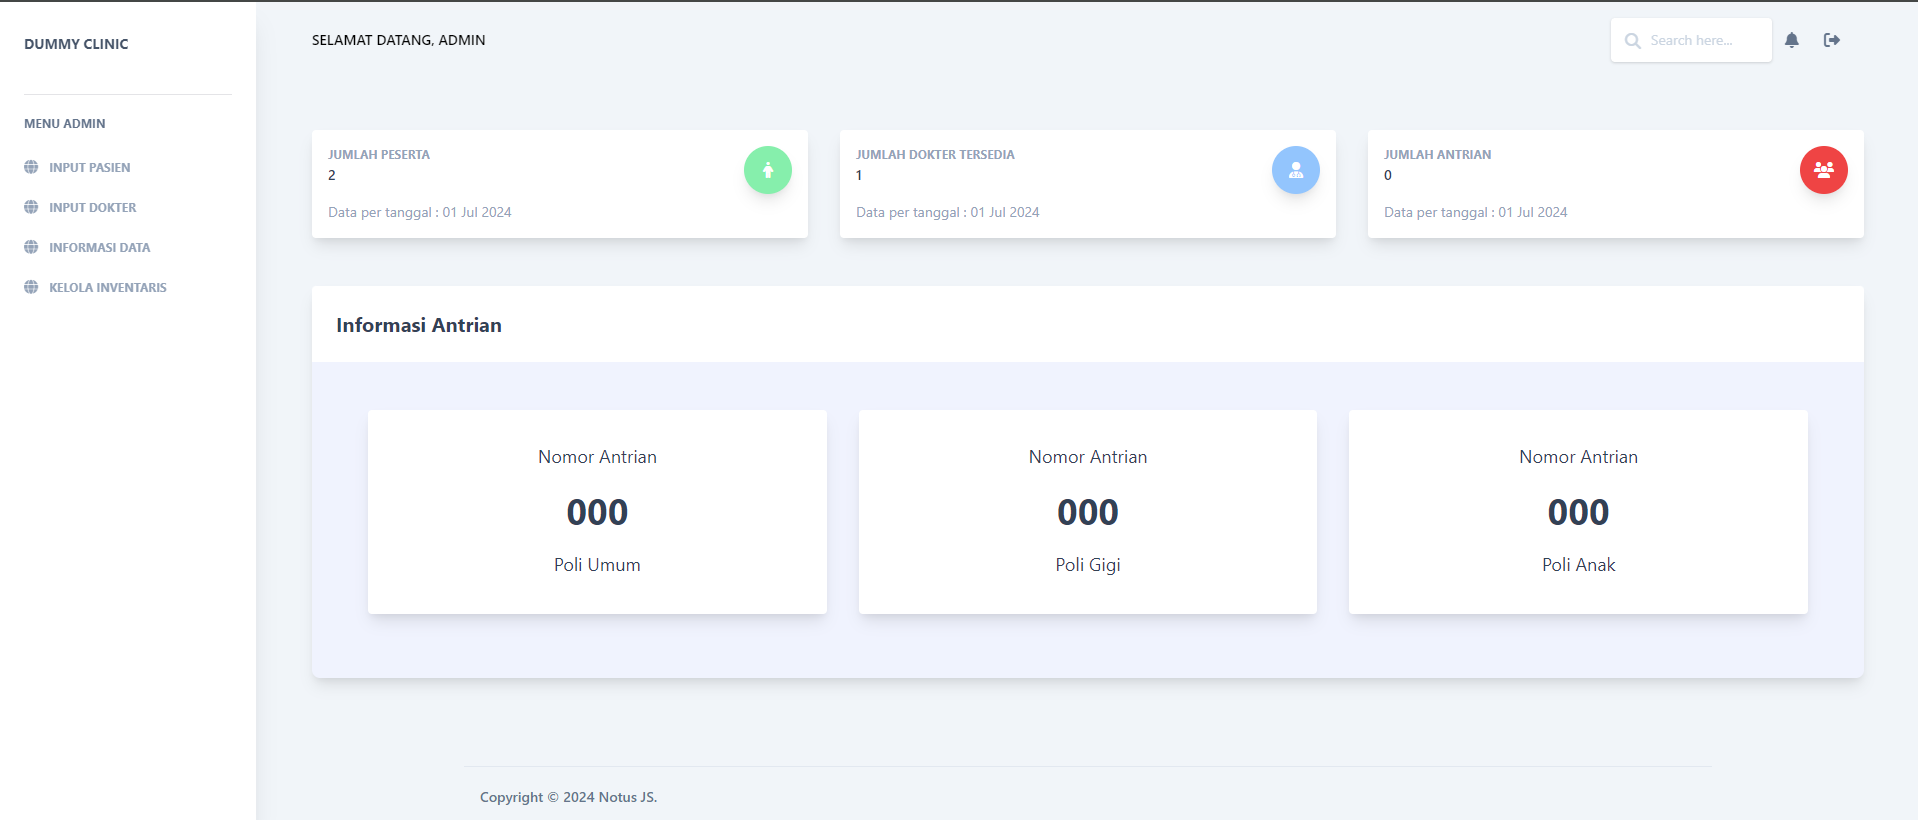 DUMMY CLINIC
MENU ADMIN
INPUT PASIEN
INPUT DOKTER
INFORMASI DATA
KELOLA INVENTARIS
SELAMAT DATANG, ADMIN
Search here...
JUMLAH PESERTA
2
Data per tanggal : 01 Jul 2024
JUMLAH DOKTER TERSEDIA
1
Data per tanggal : 01 Jul 2024
JUMLAH ANTRIAN
0
Data per tanggal : 01 Jul 2024
Informasi Antrian
Nomor Antrian
000
Poli Umum
Nomor Antrian
000
Poli Gigi
Nomor Antrian
000
Poli Anak
Copyright © 2024 Notus JS.